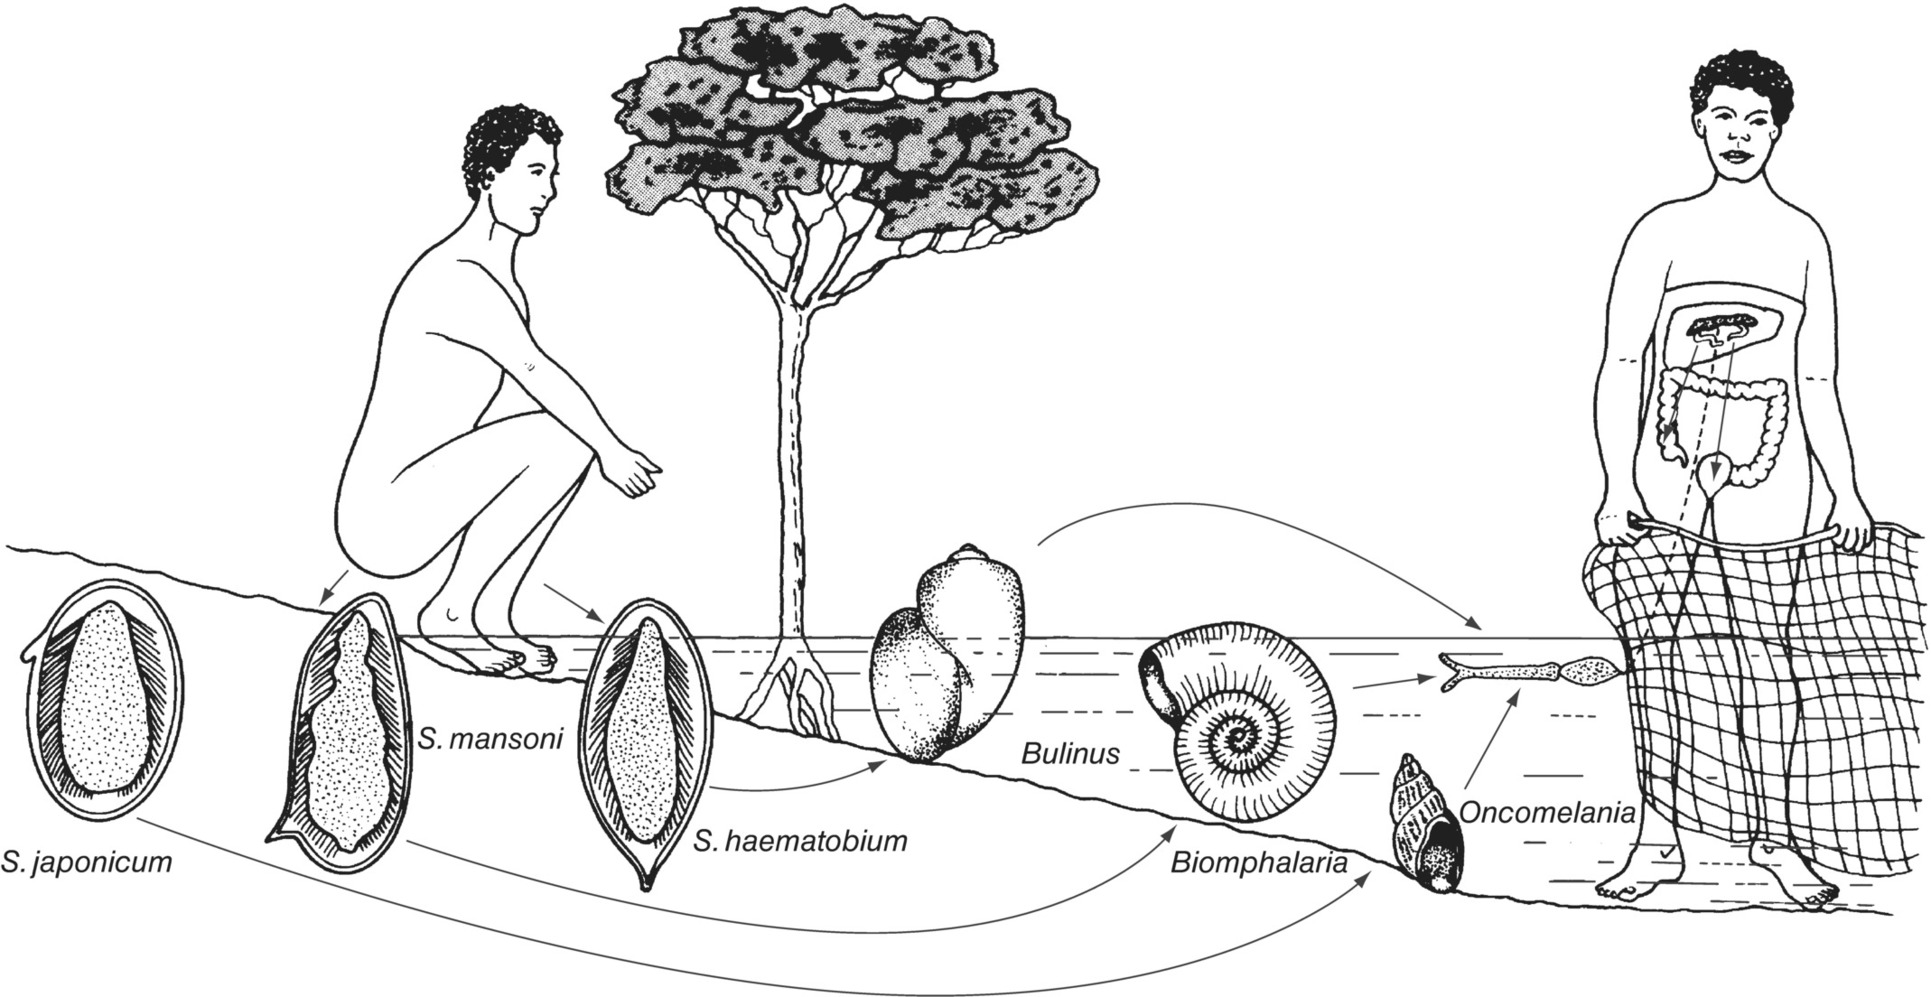 S. mansoni
Bulinus
Oncomelania
S. haematobium
S. japonicum
Biomphalaria